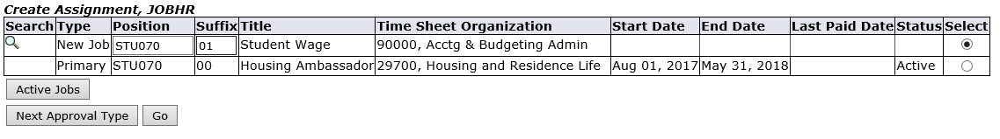 Create Assignment, JOBHR
Search Type Position Suffix Title Time Sheet Organization Start Date End Date Last Paid Date Status Select
New Job STU070 01 Student Wage 90000, Acctg & Budgeting Admin
Primary STU070 00 Housing Ambassador 29700, Housing and Residence Life Aug 01, 2017 May 31, 2018 Active
Active Jobs
Next Approval Type Go